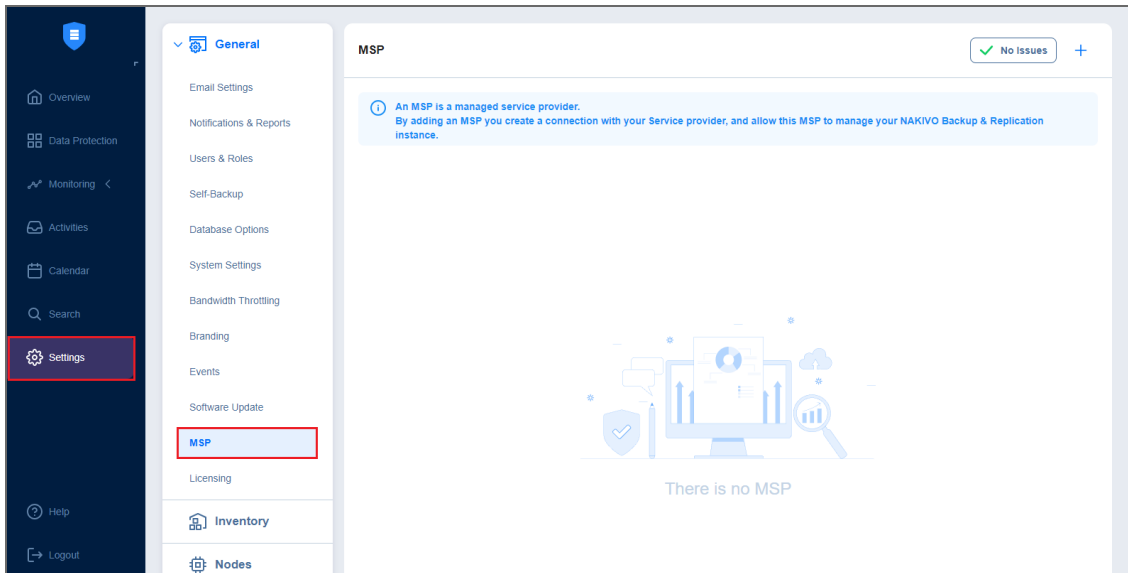 Overview
Data Protection
Monitoring
Activities
Calendar
Search
Settings
Help
Logout
General
Email Settings
Notifications & Reports
Users & Roles
Self-Backup
Database Options
System Settings
Bandwidth Throttling
Branding
Events
Software Update
MSP
Licensing
Inventory
Nodes
MSP
No Issues
An MSP is a managed service provider.
By adding an MSP you create a connection with your Service provider, and allow this MSP to manage your NAKIVO Backup & Replication
instance.
There is no MSP